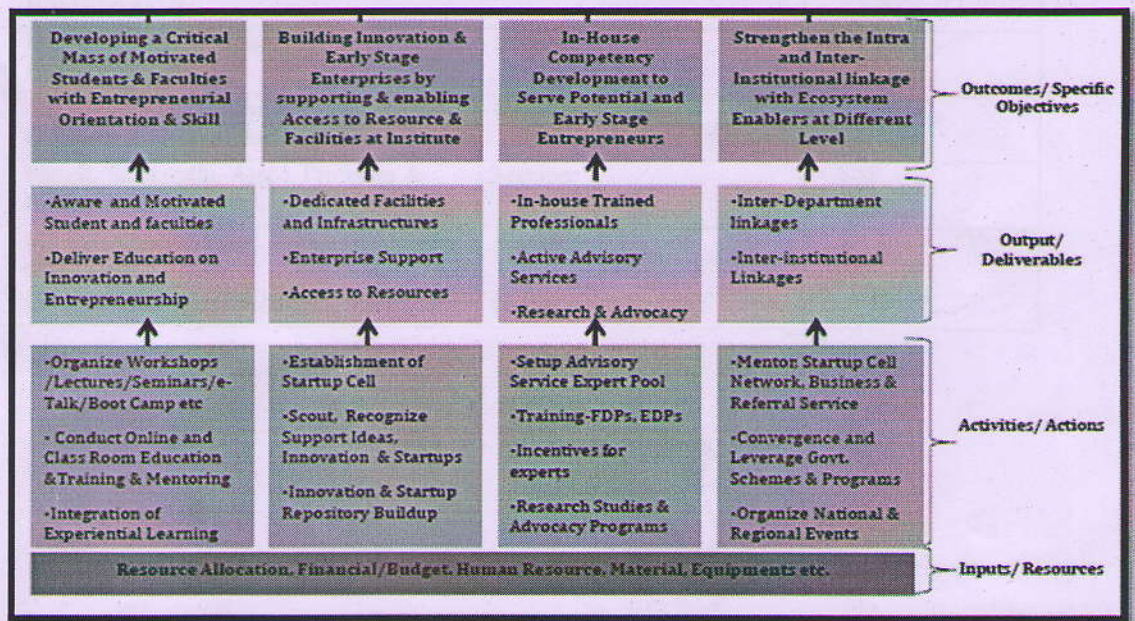 Developing a Critical
Mass of Motivated
Students & Faculties
with Entrepreneurial
Orientation & Skill
Building Innovation &
Early Stage
Enterprises by
supporting & enabling
Access to Resource &
Facilities at Institute
In-House
Competency
Development to
Serve Potential and
Early Stage
Entrepreneurs
Strengthen the Intra
and Inter-
Institutional linkage
with Ecosystem
Enablers at Different
Level
Outcomes/ Specific
Objectives
•Aware and Motivated
Student and faculties
•Deliver Education on
Innovation and
Entrepreneurship
•Dedicated Facilities
and Infrastructures
•Enterprise Support
•Access to Resources
•In-house Trained
Professionals
•Active Advisory
Services
•Research & Advocacy
•Inter-Department
linkages
•Inter-institutional
Linkages
Output/
Deliverables
•Organize Workshops
/Lectures/Seminars/e-
Talk/Boot Camp etc
• Conduct Online and
Class Room Education
&Training & Mentoring
•Integration of
Experiential Learning
•Establishment of
Startup Cell
•Scout, Recognize
Support Ideas,
Innovation & Startups
•Innovation & Startup
Repository Buildup
•Setup Advisory
Service Expert Pool
•Training-FDPs, EDPs
•Incentives for
experts
•Research Studies &
Advocacy Programs
•Mentor, Startup Cell
Network, Business &
Referral Service
•Convergence and
Leverage Govt.
Schemes & Programs
•Organize National &
Regional Events
Activities/ Actions
Resource Allocation, Financial/Budget, Human Resource, Material, Equipments etc.
Inputs/ Resources